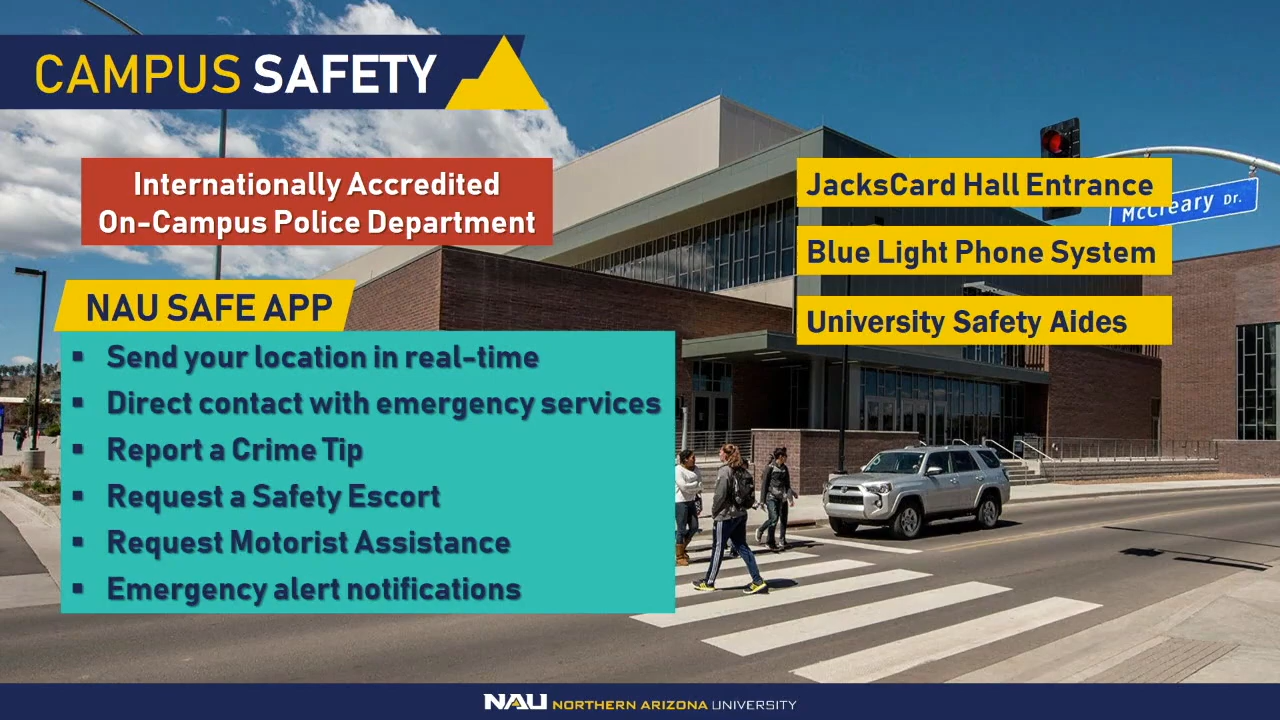 CAMPUS SAFETY
Internationally Accredited
On-Campus Police Department
NAU SAFE APP
▪ Send your location in real-time
▪ Direct contact with emergency services
▪ Report a Crime Tip
▪ Request a Safety Escort
▪ Request Motorist Assistance
▪ Emergency alert notifications
JacksCard Hall Entrance
McCreary Dr.
Blue Light Phone System
University Safety Aides
NAU NORTHERN ARIZONA UNIVERSITY